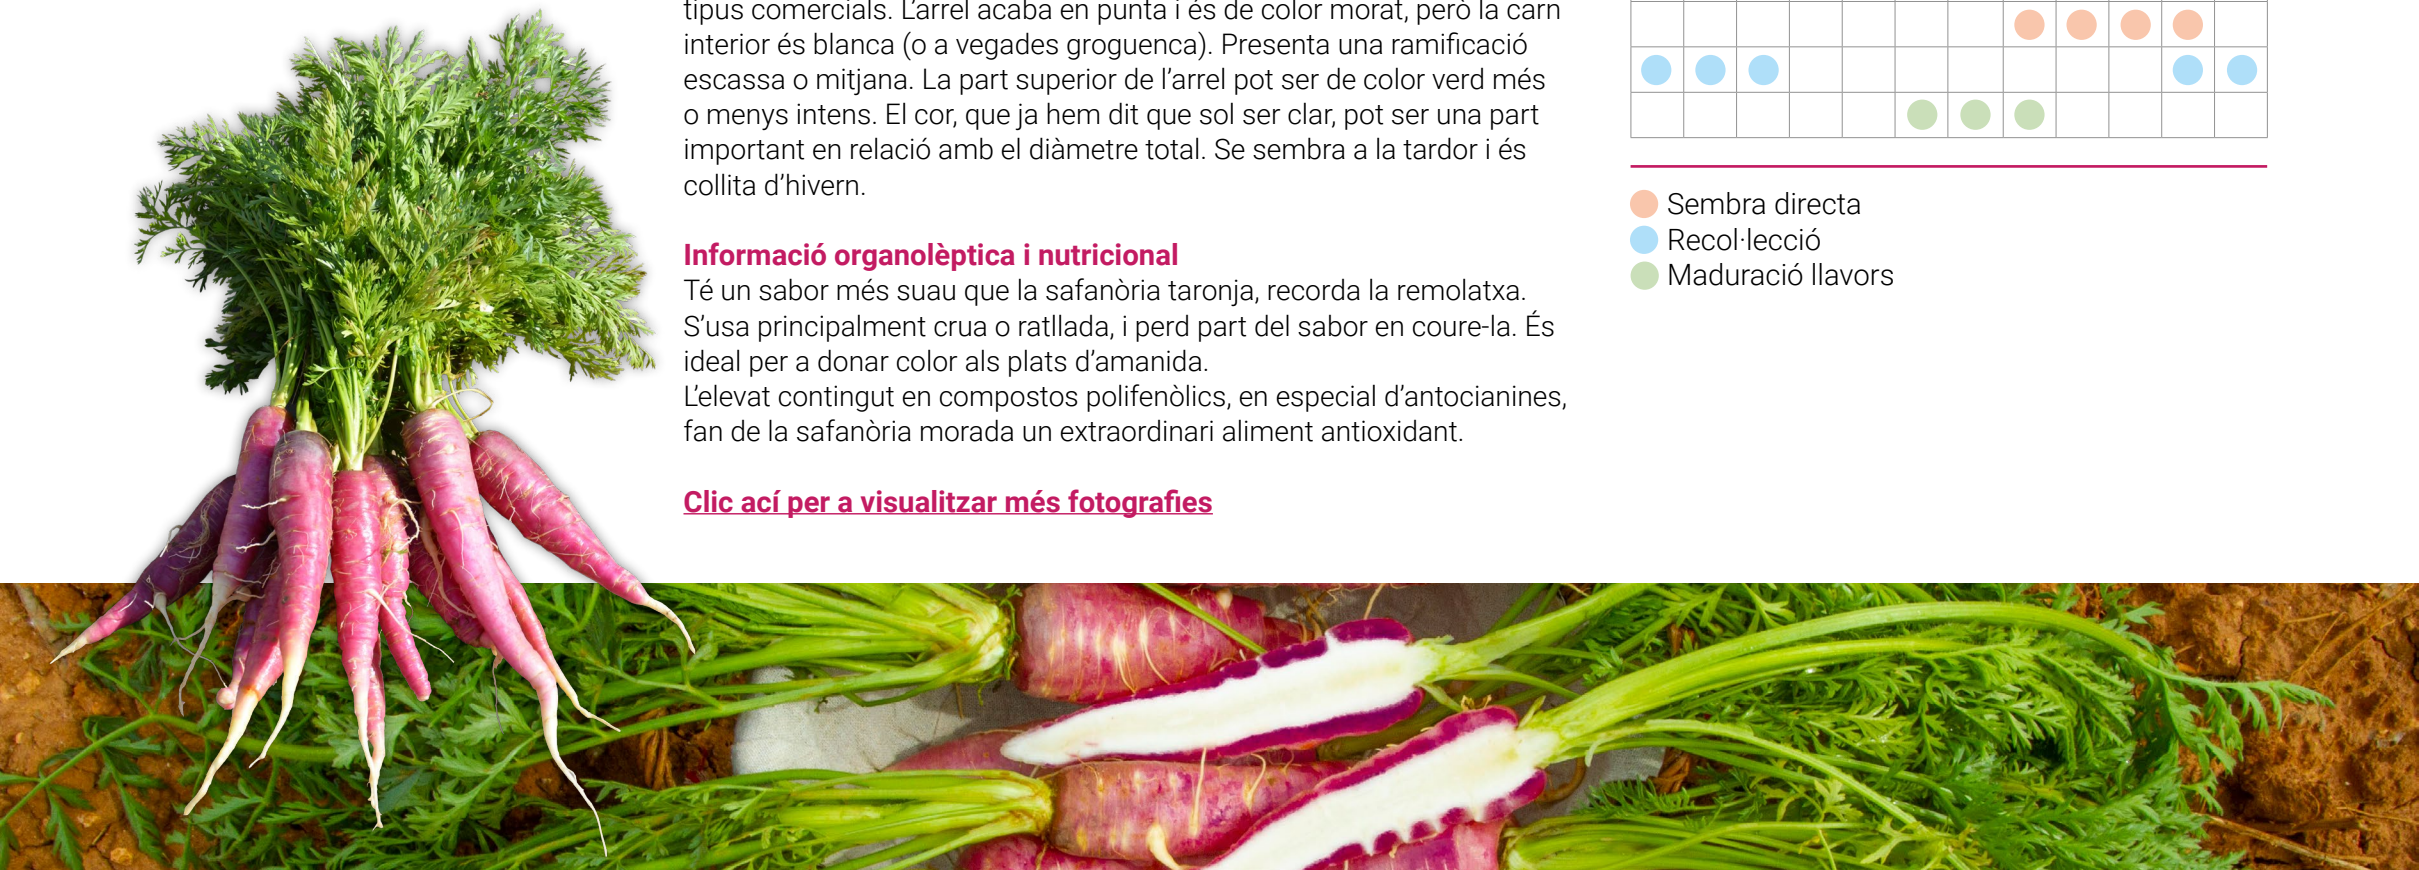 tipus comercials. L’arrel acaba en punta i és de color morat, però la carn
interior és blanca (o a vegades groguenca). Presenta una ramificació
escassa o mitjana. La part superior de l’arrel pot ser de color verd més
o menys intens. El cor, que ja hem dit que sol ser clar, pot ser una part
important en relació amb el diàmetre total. Se sembra a la tardor i és
collita d’hivern.
Informació organolèptica i nutricional
Té un sabor més suau que la safanòria taronja, recorda la remolatxa.
S’usa principalment crua o ratllada, i perd part del sabor en coure-la. És
ideal per a donar color als plats d’amanida.
L’elevat contingut en compostos polifenòlics, en especial d’antocianines,
fan de la safanòria morada un extraordinari aliment antioxidant.
Clic ací per a visualitzar més fotografies
Sembra directa
Recol·lecció
Maduració llavors